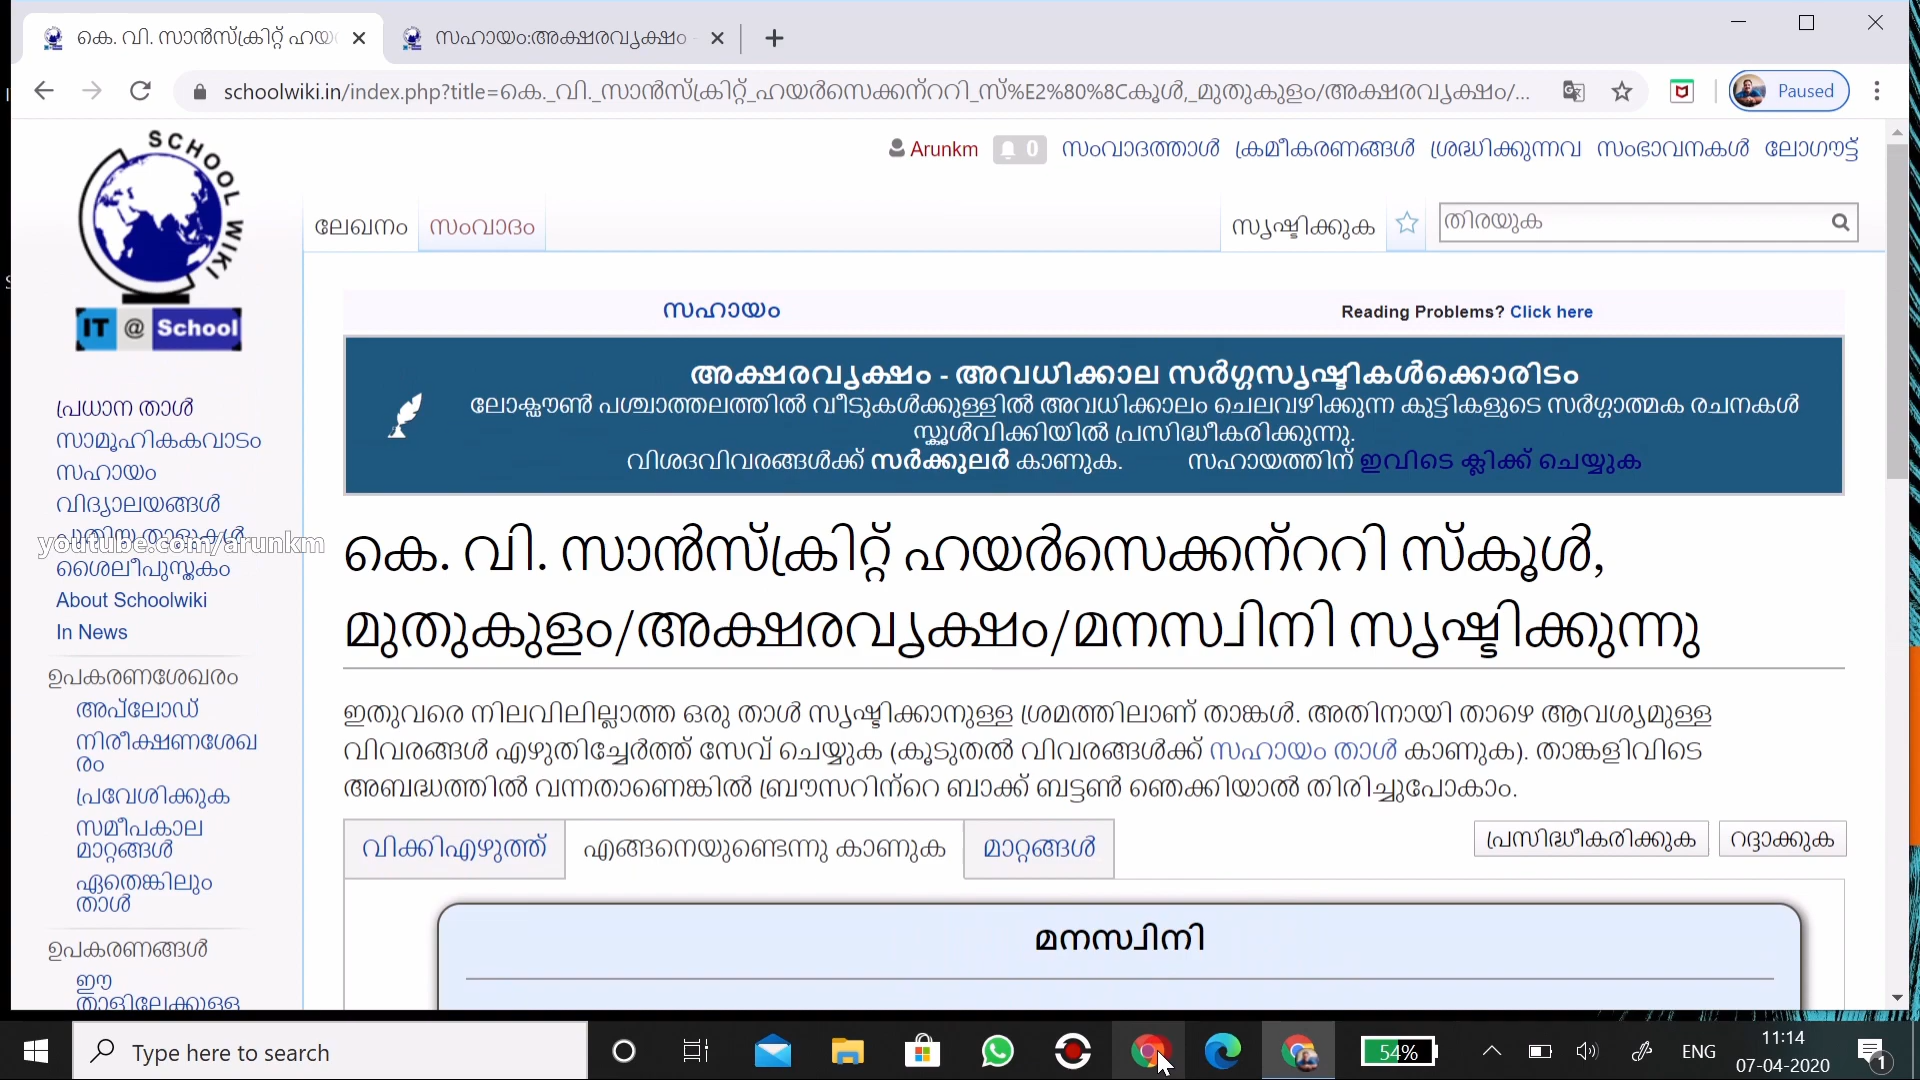 കെ. വി. സാൻസ്ക്രിറ്റ് ഹയ
സഹായം:അക്ഷരവൃക്ഷം
schoolwiki.in/index.php?title=കെ._വി._സാൻസ്ക്രിറ്റ്_ഹയർസെക്കന്ററി_സ്%E2%80%8Cകൂൾ,_മുതുകുളം/അക്ഷരവൃക്ഷം/...
Paused
Arunkm 0 സംവാദത്താൾ ക്രമീകരണങ്ങൾ ശ്രദ്ധിക്കുന്നവ സംഭാവനകൾ ലോഗൗട്ട്
SCHOOL WIKI
IT @ School
ലേഖനം സംവാദം സൃഷ്ടിക്കുക തിരയുക
സഹായം Reading Problems? Click here
അക്ഷരവൃക്ഷം - അവധിക്കാല സർഗ്ഗസൃഷ്ടികൾക്കൊരിടം
ലോക്ഡൗൺ പശ്ചാത്തലത്തിൽ വീടുകൾക്കുള്ളിൽ അവധിക്കാലം ചെലവഴിക്കുന്ന കുട്ടികളുടെ സർഗ്ഗാത്മക രചനകൾ
സ്കൂൾവിക്കിയിൽ പ്രസിദ്ധീകരിക്കുന്നു.
വിശദവിവരങ്ങൾക്ക് സർക്കുലർ കാണുക. സഹായത്തിന് ഇവിടെ ക്ലിക്ക് ചെയ്യുക
പ്രധാന താൾ
സാമൂഹികകവാടം
സഹായം
വിദ്യാലയങ്ങൾ
പുതിയ താളുകൾ
youtube.com/arunkm
ശൈലീപുസ്തകം
About Schoolwiki
In News
ഉപകരണശേഖരം
അപ്‌ലോഡ്
നിരീക്ഷണശേഖ
രം
പ്രവേശിക്കുക
സമീപകാല
മാറ്റങ്ങൾ
ഏതെങ്കിലും
താൾ
ഉപകരണങ്ങൾ
ഈ
താളിലേക്കുള്ള
കെ. വി. സാൻസ്ക്രിറ്റ് ഹയർസെക്കന്ററി സ്‌കൂൾ,
മുതുകുളം/അക്ഷരവൃക്ഷം/മനസ്വിനി സൃഷ്ടിക്കുന്നു
ഇതുവരെ നിലവിലില്ലാത്ത ഒരു താൾ സൃഷ്ടിക്കാനുള്ള ശ്രമത്തിലാണ് താങ്കൾ. അതിനായി താഴെ ആവശ്യമുള്ള
വിവരങ്ങൾ എഴുതിച്ചേർത്ത് സേവ് ചെയ്യുക (കൂടുതൽ വിവരങ്ങൾക്ക് സഹായം താൾ കാണുക). താങ്കളിവിടെ
അബദ്ധത്തിൽ വന്നതാണെങ്കിൽ ബ്രൗസറിന്റെ ബാക്ക് ബട്ടൺ ഞെക്കിയാൽ തിരിച്ചുപോകാം.
വിക്കിഎഴുത്ത് എങ്ങനെയുണ്ടെന്നു കാണുക മാറ്റങ്ങൾ പ്രസിദ്ധീകരിക്കുക റദ്ദാക്കുക
മനസ്വിനി
Type here to search
54%
ENG
11:14
07-04-2020
1